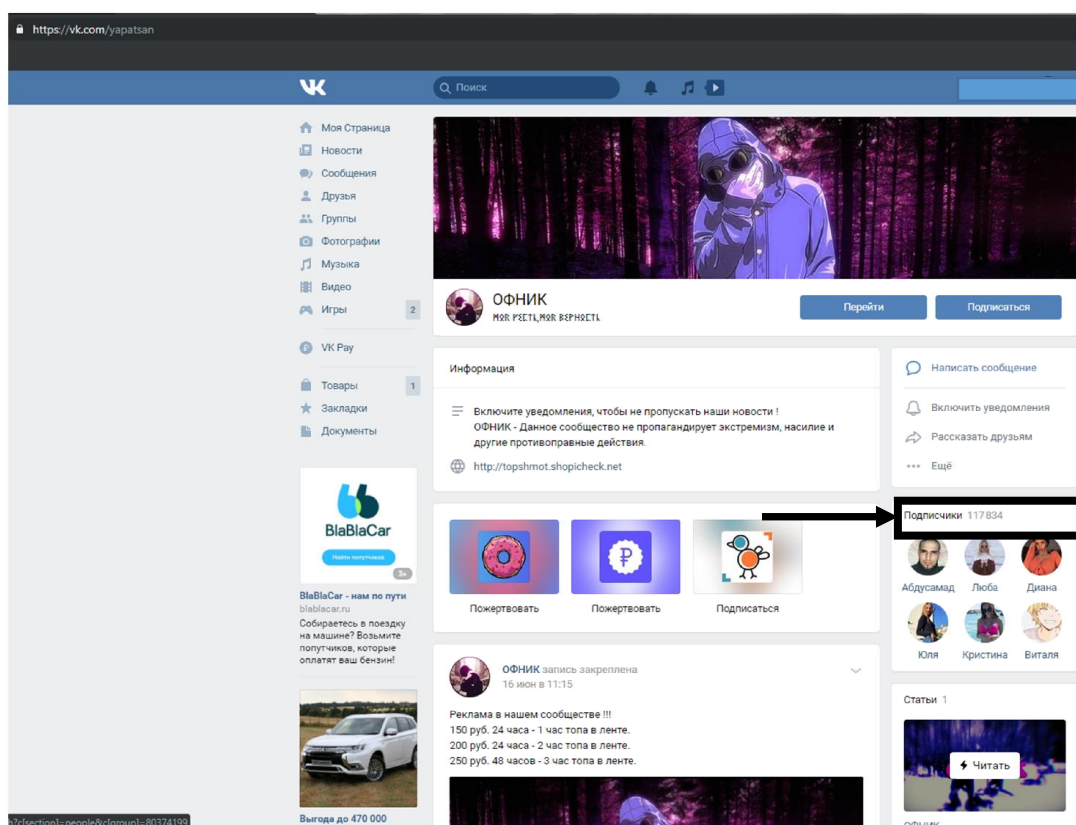 https://vk.com/yapatsan
Поиск
Моя Страница
Новости
Сообщения
Друзья
Группы
Фотографии
Музыка
Видео
Игры 2
VK Pay
Товары 1
Закладки
Документы
BlaBlaCar
Найти попутчиков
3+
BlaBlaCar - нам по пути
blablacar.ru
Собираетесь в поездку
на машине? Возьмите
попутчиков, которые
оплатят ваш бензин!
Выгода до 470 000
ОФНИК
Перейти
Подписаться
Информация
Включите уведомления, чтобы не пропускать наши новости !
ОФНИК - Данное сообщество не пропагандирует экстремизм, насилие и
другие противоправные действия.
http://topshmot.shopicheck.net
Пожертвовать
Пожертвовать
Подписаться
ОФНИК запись закреплена
16 июн в 11:15
Реклама в нашем сообществе !!!
150 руб. 24 часа - 1 час топа в ленте.
200 руб. 24 часа - 2 час топа в ленте.
250 руб. 48 часов - 3 час топа в ленте.
Написать сообщение
Включить уведомления
Рассказать друзьям
Ещё
Подписчики 117 834
Абдусамад Люба Диана
Юля Кристина Виталя
Статьи 1
Читать
ОФНИК
h?c[section]=people&c[group]=80374199